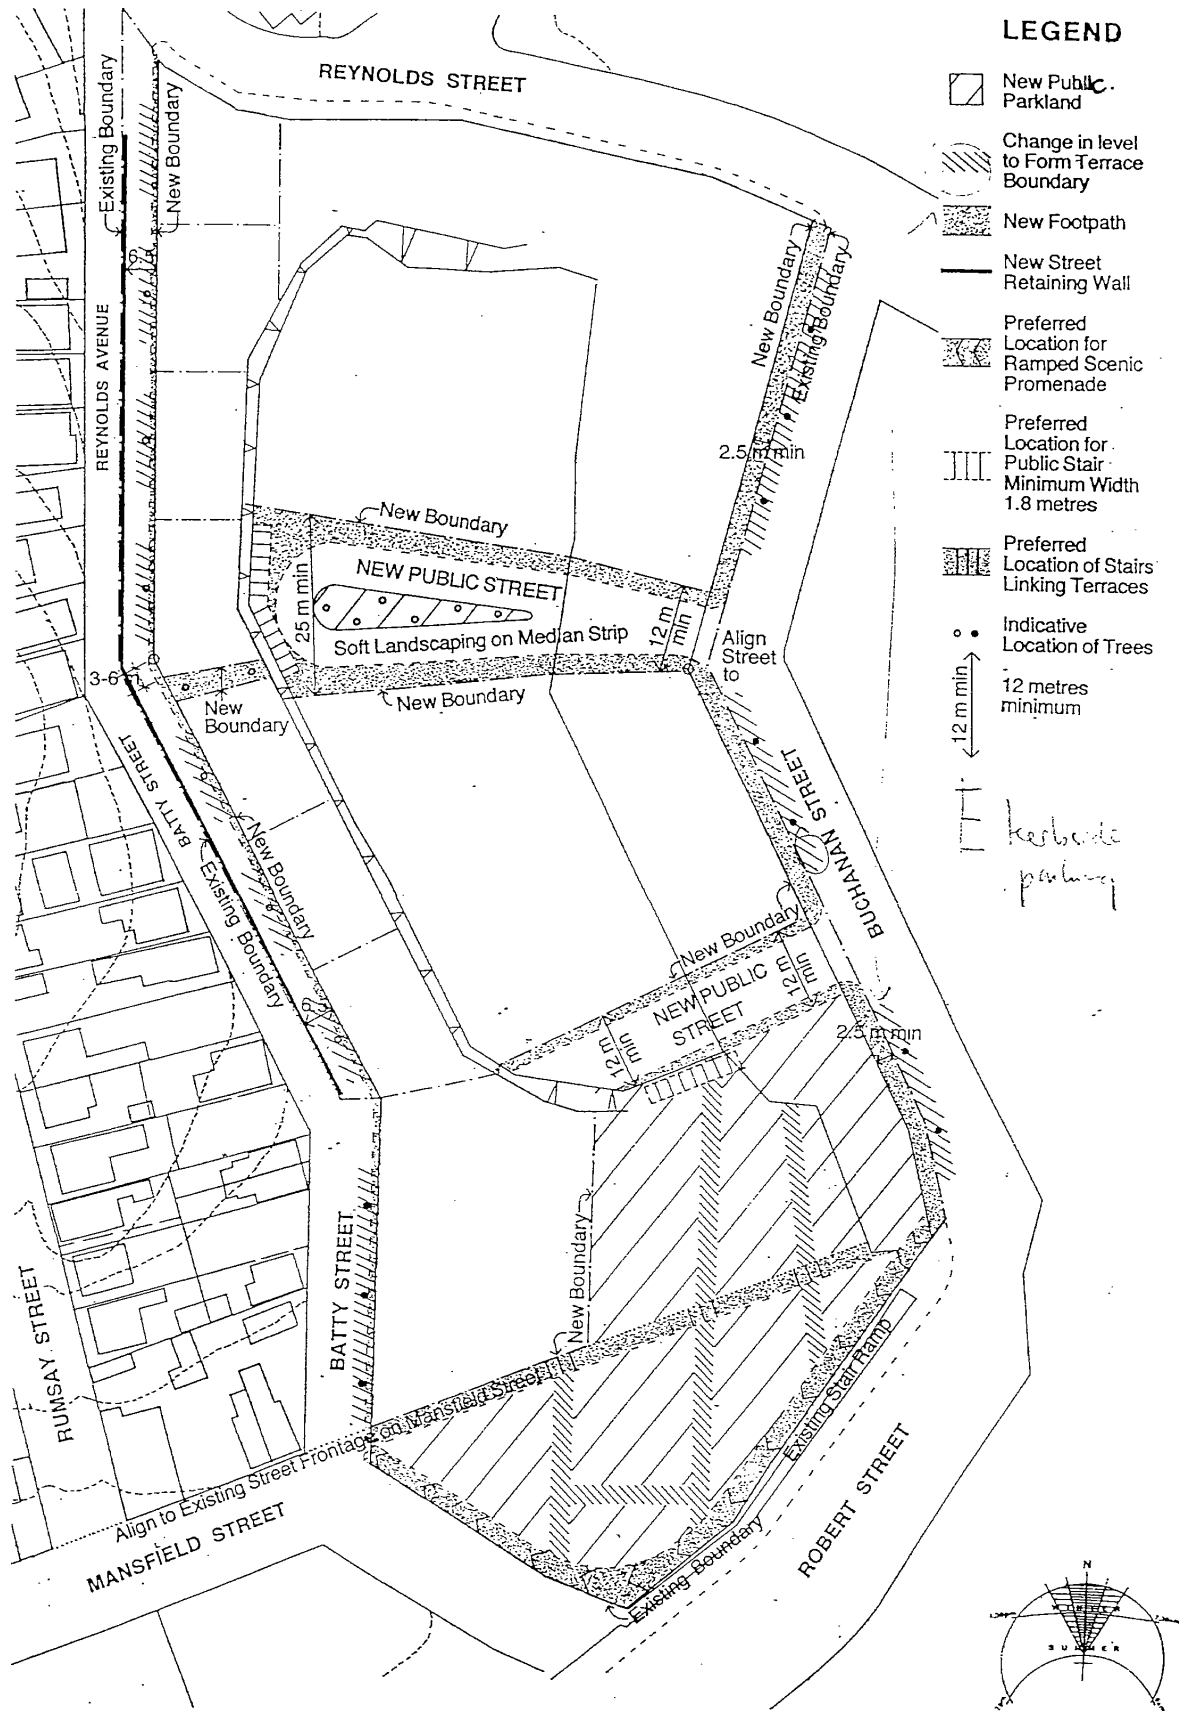 LEGEND
New Public.
Parkland
Change in level
to Form Terrace
Boundary
New Footpath
New Street
Retaining Wall
Preferred
Location for
Ramped Scenic
Promenade
Preferred
Location for
Public Stair
Minimum Width
1.8 metres
Preferred
Location of Stairs
Linking Terraces
Indicative
Location of Trees
12 m min
12 metres
minimum
kerbside
parking
REYNOLDS STREET
Existing Boundary
New Boundary
REYNOLDS AVENUE
6
New Boundary
Existing Boundary
2.5 m min
New Boundary
NEW PUBLIC STREET
25 m min
12 m
min
Soft Landscaping on Median Strip
Align
Street
to
New Boundary
3-6 m
New
Boundary
BATTY STREET
New Boundary
Existing Boundary
6
BUCHANAN STREET
New Boundary
12 m
min
NEW PUBLIC
STREET
12 m
min
2.5 m min
New Boundary
BATTY STREET
RUMSAY STREET
Align to Existing Street Frontage on Mansfield Street
MANSFIELD STREET
Existing Stair Ramp
Existing Boundary
ROBERT STREET
N
WINTER
SUMMER